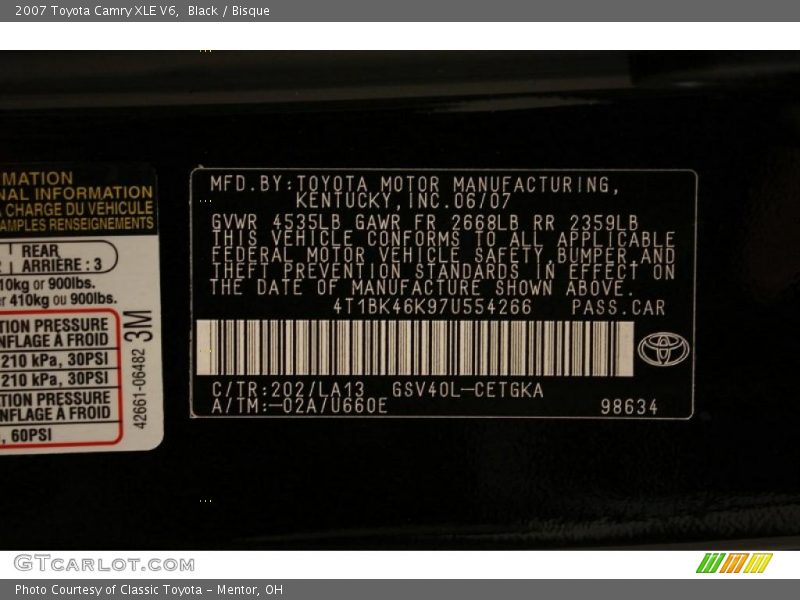 2007 Toyota Camry XLE V6, Black / Bisque
MATION
NAL INFORMATION
A CHARGE DU VÉHICULE
AMPLES RENSEIGNEMENTS
REAR
ARRIÈRE : 3
10kg or 900lbs.
410kg ou 900lbs.
TION PRESSURE
NFLAGE À FROID
210 kPa, 30PSI
210 kPa, 30PSI
TION PRESSURE
NFLAGE À FROID
, 60PSI
42661-06482 3M
MFD.BY:TOYOTA MOTOR MANUFACTURING,
KENTUCKY,INC.06/07
GVWR 4535LB GAWR FR 2668LB RR 2359LB
THIS VEHICLE CONFORMS TO ALL APPLICABLE
FEDERAL MOTOR VEHICLE SAFETY,BUMPER,AND
THEFT PREVENTION STANDARDS IN EFFECT ON
THE DATE OF MANUFACTURE SHOWN ABOVE.
4T1BK46K97U554266 PASS.CAR
C/TR:202/LA13 GSV40L-CETGKA
A/TM:-02A/U660E 98634
GTCARLOT.COM
Photo Courtesy of Classic Toyota - Mentor, OH